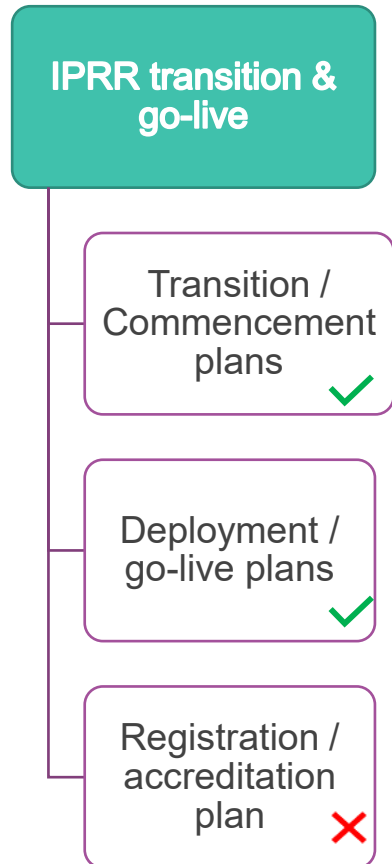 IPRR transition &
go-live
Transition /
Commencement
plans
Deployment /
go-live plans
Registration /
accreditation
plan